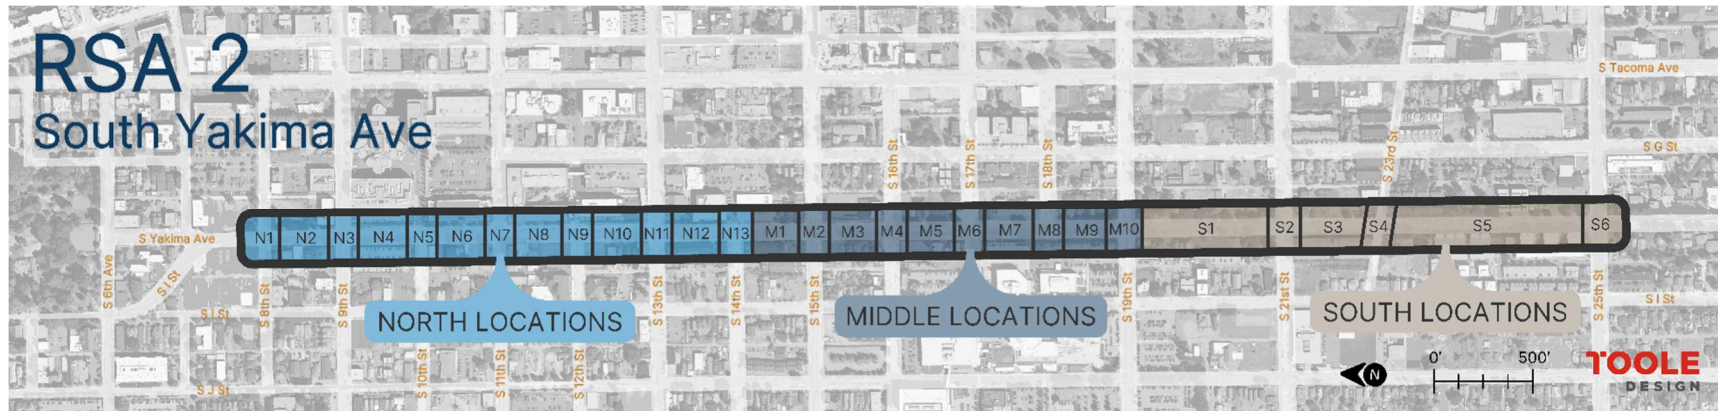 RSA 2
South Yakima Ave
S Tacoma Ave
S G St
S 16th St
S 17th St
S 18th St
S 23rd St
S Yakima Ave
N1 N2 N3 N4 N5 N6 N7 N8 N9 N10 N11 N12 N13 M1 M2 M3 M4 M5 M6 M7 M8 M9 M10 S1 S2 S3 S4 S5 S6
S 6th Ave
S I St
S I St
S 8th St
S 9th St
NORTH LOCATIONS
S 13th St
S 14th St
S 15th St
MIDDLE LOCATIONS
S 19th St
S 21st St
SOUTH LOCATIONS
S 25th St
S I St
S J St
S 10th St
S 11th St
S 12th St
N
0' 500'
TOOLE
DESIGN